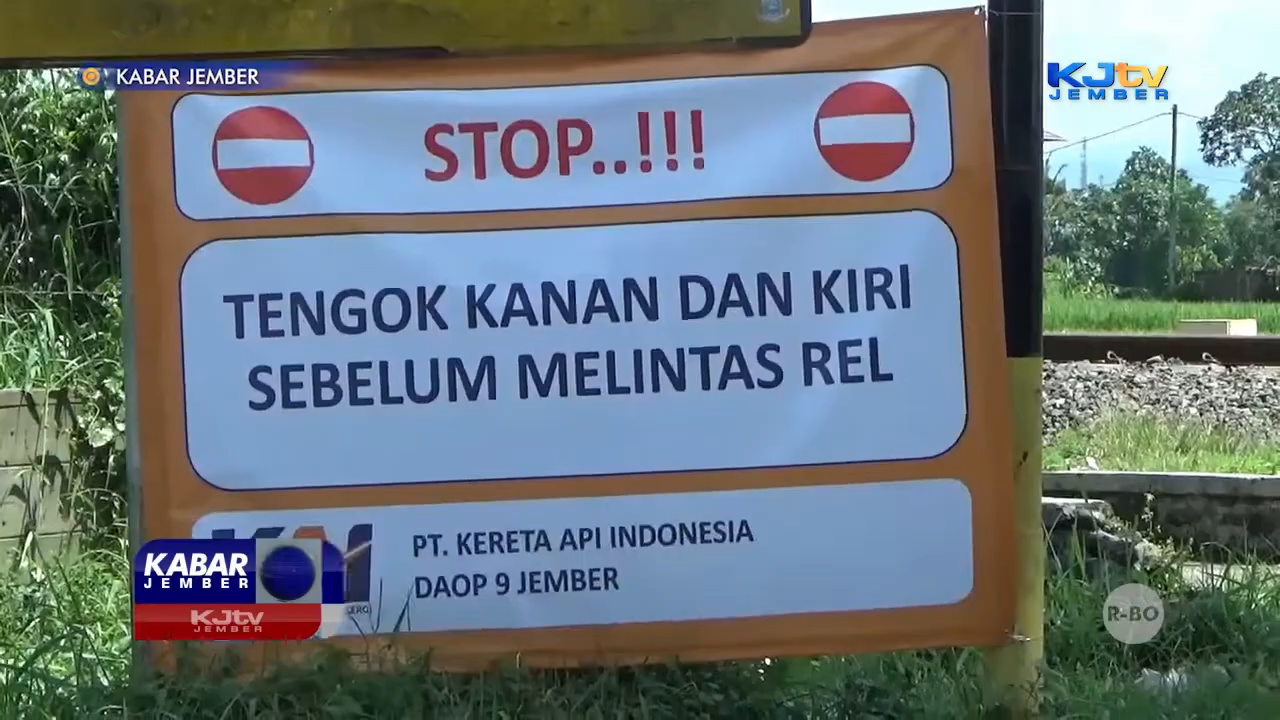 KABAR JEMBER
KJtv
JEMBER
STOP..!!!
TENGOK KANAN DAN KIRI
SEBELUM MELINTAS REL
PT. KERETA API INDONESIA
DAOP 9 JEMBER
KABAR
JEMBER
KJtv
JEMBER
R-BO